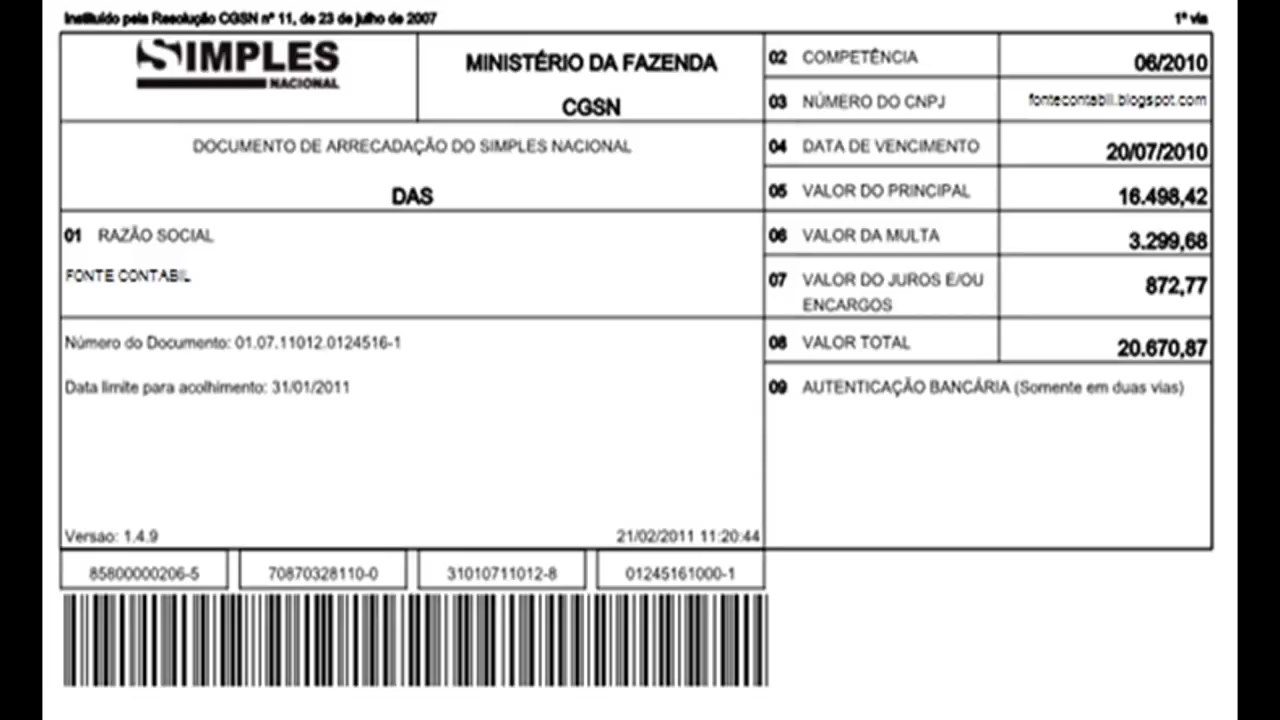 Instituído pela Resolução CGSN nº 11, de 23 de julho de 2007
1ª via
SIMPLES
NACIONAL
MINISTÉRIO DA FAZENDA
CGSN
DOCUMENTO DE ARRECADAÇÃO DO SIMPLES NACIONAL
DAS
01 RAZÃO SOCIAL
FONTE CONTABIL
Número do Documento: 01.07.11012.0124516-1
Data limite para acolhimento: 31/01/2011
Versao: 1.4.9
21/02/2011 11:20:44
02 COMPETÊNCIA 06/2010
03 NÚMERO DO CNPJ fontecontabil.blogspot.com
04 DATA DE VENCIMENTO 20/07/2010
05 VALOR DO PRINCIPAL 16.498,42
06 VALOR DA MULTA 3.299,68
07 VALOR DO JUROS E/OU
ENCARGOS 872,77
08 VALOR TOTAL 20.670,87
09 AUTENTICAÇÃO BANCÁRIA (Somente em duas vias)
85800000206-5 70870328110-0 31010711012-8 01245161000-1